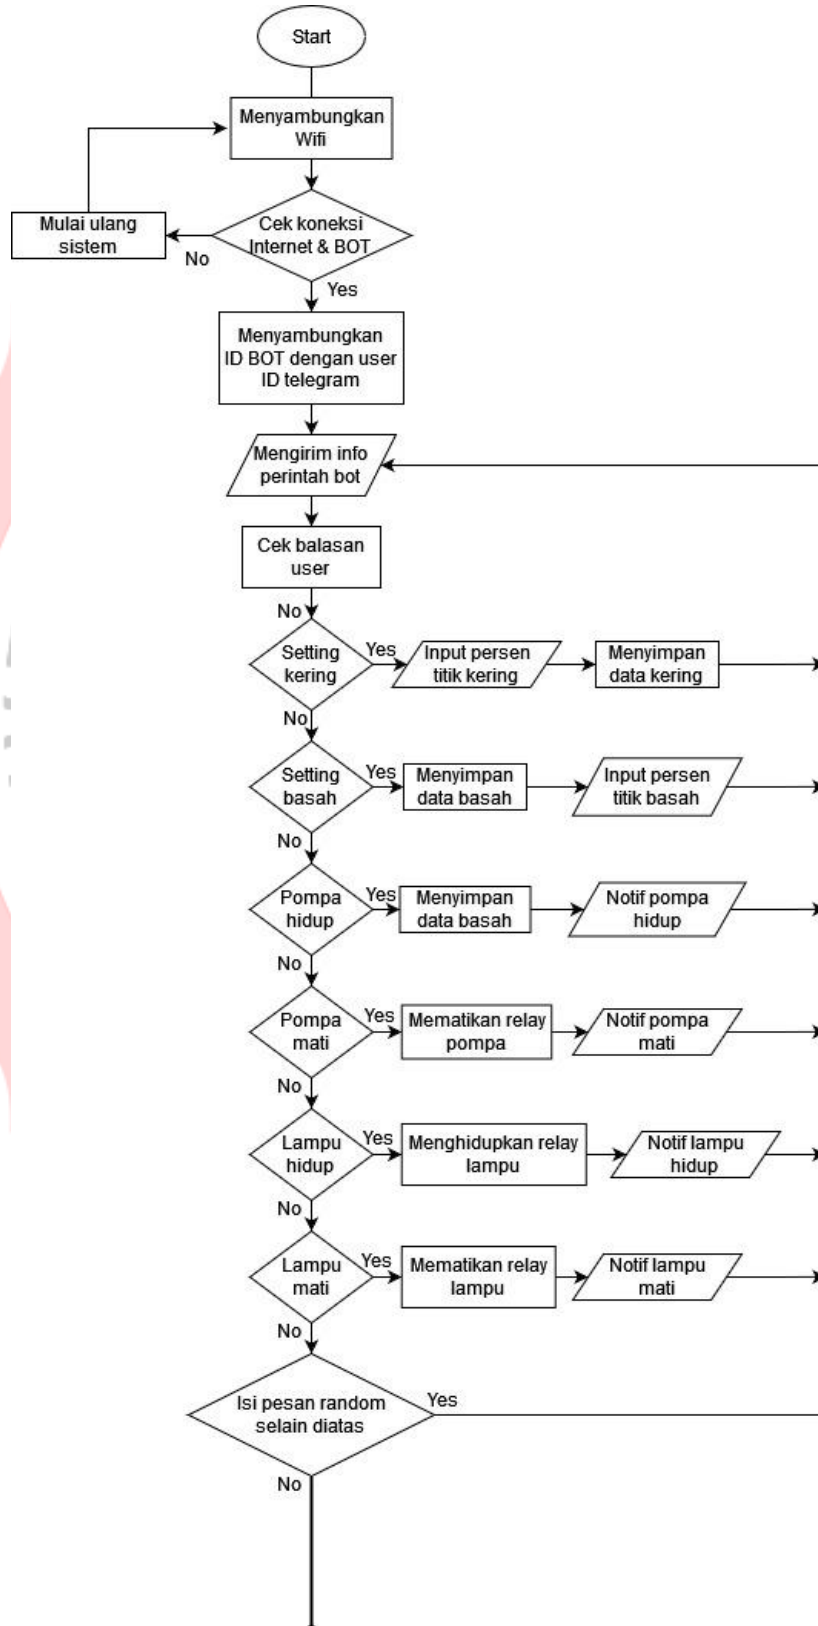 Start
Menyambungkan
Wifi
Cek koneksi
Internet & BOT
Mulai ulang
sistem
No
Yes
Menyambungkan
ID BOT dengan user
ID telegram
Mengirim info
perintah bot
Cek balasan
user
No
Setting
kering
Yes
Input persen
titik kering
Menyimpan
data kering
No
Setting
basah
Yes
Menyimpan
data basah
Input persen
titik basah
No
Pompa
hidup
Yes
Menyimpan
data basah
Notif pompa
hidup
No
Pompa
mati
Yes
Mematikan relay
pompa
Notif pompa
mati
No
Lampu
hidup
Yes
Menghidupkan relay
lampu
Notif lampu
hidup
No
Lampu
mati
Yes
Mematikan relay
lampu
Notif lampu
mati
No
Isi pesan random
selain diatas
Yes
No